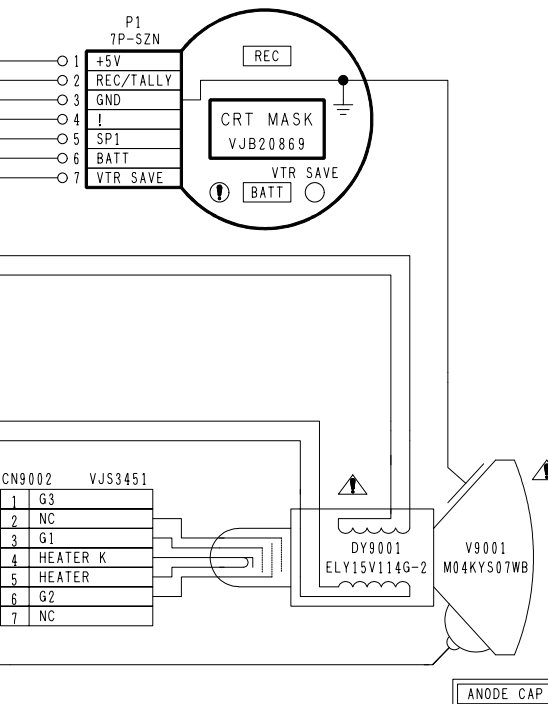 P1
7P-SZN
1 +5V
2 REC/TALLY
3 GND
4 !
5 SP1
6 BATT
7 VTR SAVE
REC
CRT MASK
VJB20869
VTR SAVE
! BATT
CN9002 VJS3451
1 G3
2 NC
3 G1
4 HEATER K
5 HEATER
6 G2
7 NC
!
DY9001
ELY15V114G-2
!
V9001
M04KYS07WB
ANODE CAP